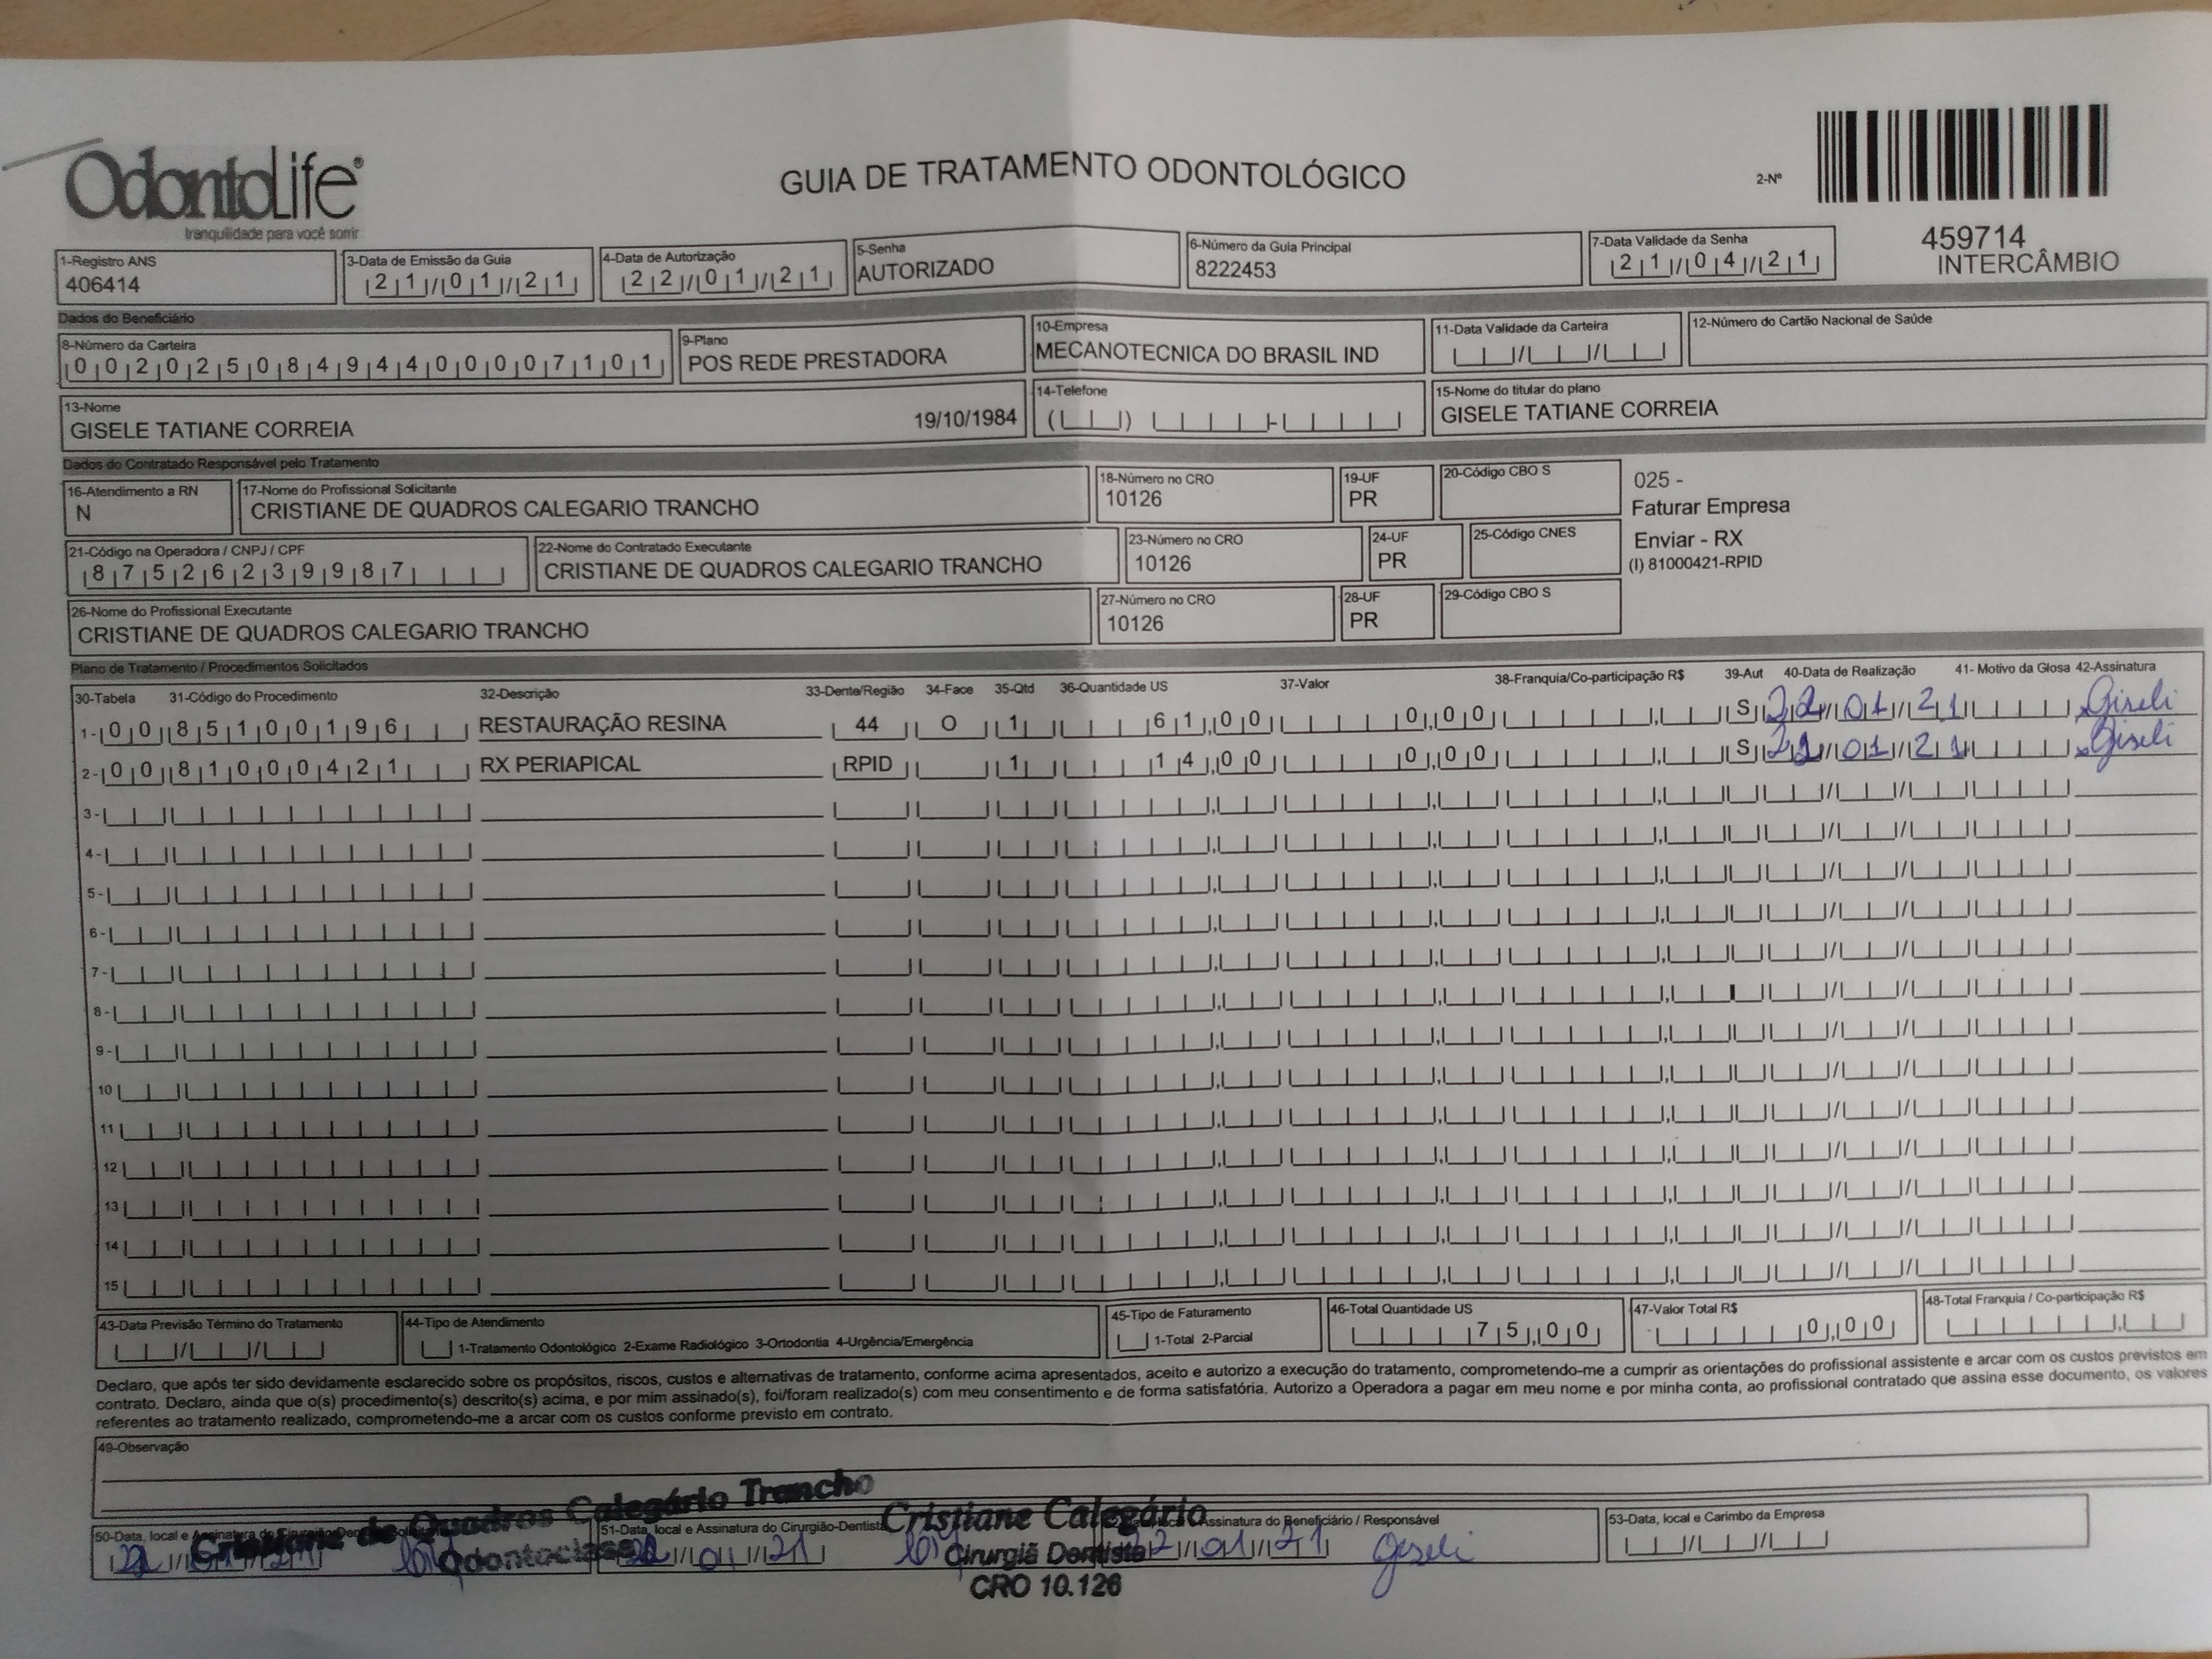 OdontoLife®
tranquilidade para você sorrir
GUIA DE TRATAMENTO ODONTOLÓGICO
2-Nº
459714
INTERCÂMBIO
1-Registro ANS
406414
3-Data de Emissão da Guia
21/01/21
4-Data de Autorização
22/01/21
5-Senha
AUTORIZADO
6-Número da Guia Principal
8222453
7-Data Validade da Senha
21/04/21
Dados do Beneficiário
8-Número da Carteira
00202508494400007101
9-Plano
POS REDE PRESTADORA
10-Empresa
MECANOTECNICA DO BRASIL IND
11-Data Validade da Carteira
12-Número do Cartão Nacional de Saúde
13-Nome
GISELE TATIANE CORREIA 19/10/1984
14-Telefone
15-Nome do titular do plano
GISELE TATIANE CORREIA
Dados do Contratado Responsável pelo Tratamento
16-Atendimento a RN
N
17-Nome do Profissional Solicitante
CRISTIANE DE QUADROS CALEGARIO TRANCHO
18-Número no CRO
10126
19-UF
PR
20-Código CBO S
025 -
Faturar Empresa
Enviar - RX
(I) 81000421-RPID
21-Código na Operadora / CNPJ / CPF
87526239987
22-Nome do Contratado Executante
CRISTIANE DE QUADROS CALEGARIO TRANCHO
23-Número no CRO
10126
24-UF
PR
25-Código CNES
26-Nome do Profissional Executante
CRISTIANE DE QUADROS CALEGARIO TRANCHO
27-Número no CRO
10126
28-UF
PR
29-Código CBO S
Plano de Tratamento / Procedimentos Solicitados
30-Tabela 31-Código do Procedimento 32-Descrição 33-Dente/Região 34-Face 35-Qtd 36-Quantidade US 37-Valor 38-Franquia/Co-participação R$ 39-Aut 40-Data de Realização 41- Motivo da Glosa 42-Assinatura
1- 00 85100196 RESTAURAÇÃO RESINA 44 O 1 61,00 0,00 S 22/01/21 Giseli
2- 00 81000421 RX PERIAPICAL RPID 1 14,00 0,00 S /01/21 Giseli
3-
4-
5-
6-
7-
8-
9-
10
11
12
13
14
15
43-Data Previsão Término do Tratamento
44-Tipo de Atendimento
1-Tratamento Odontológico 2-Exame Radiológico 3-Ortodontia 4-Urgência/Emergência
45-Tipo de Faturamento
1-Total 2-Parcial
46-Total Quantidade US
75,00
47-Valor Total R$
0,00
48-Total Franquia / Co-participação R$
Declaro, que após ter sido devidamente esclarecido sobre os propósitos, riscos, custos e alternativas de tratamento, conforme acima apresentados, aceito e autorizo a execução do tratamento, comprometendo-me a cumprir as orientações do profissional assistente e arcar com os custos previstos em
contrato. Declaro, ainda que o(s) procedimento(s) descrito(s) acima, e por mim assinado(s), foi/foram realizado(s) com meu consentimento e de forma satisfatória. Autorizo a Operadora a pagar em meu nome e por minha conta, ao profissional contratado que assina esse documento, os valores
referentes ao tratamento realizado, comprometendo-me a arcar com os custos conforme previsto em contrato.
49-Observação
Cristiane de Quadros Calegário Trancho
Odontoclasse
Cristiane Calegário
Cirurgiã Dentista
CRO 10.126
50-Data, local e Assinatura do Cirurgião-Dentista
51-Data, local e Assinatura do Cirurgião-Dentista
/01/21
Assinatura do Beneficiário / Responsável
/01/21 Giseli
53-Data, local e Carimbo da Empresa